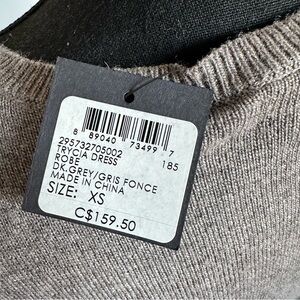 8 89040 73499 7
295732705002 185
TRYCIA DRESS
ROBE
DK.GREY/GRIS FONCE
MADE IN CHINA
SIZE: XS
C$159.50